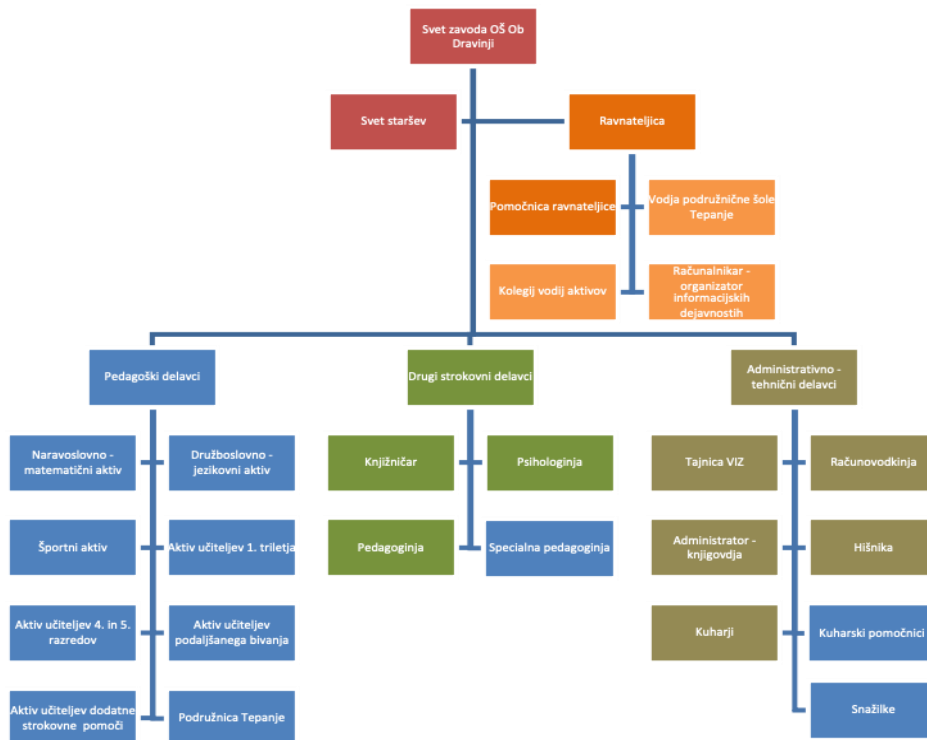 Svet zavoda OŠ Ob
Dravinji
Svet staršev
Ravnateljica
Pomočnica ravnateljice
Vodja podružnične šole
Tepanje
Kolegij vodij aktivov
Računalnikar -
organizator
informacijskih
dejavnostih
Pedagoški delavci
Drugi strokovni delavci
Administrativno -
tehnični delavci
Naravoslovno -
matematični aktiv
Družboslovno -
jezikovni aktiv
Knjižničar
Psihologinja
Tajnica VIZ
Računovodkinja
Športni aktiv
Aktiv učiteljev 1. triletja
Pedagoginja
Specialna pedagoginja
Administrator -
knjigovdja
Hišnika
Aktiv učiteljev 4. in 5.
razredov
Aktiv učiteljev
podaljšanega bivanja
Kuharji
Kuharski pomočnici
Aktiv učiteljev dodatne
strokovne pomoči
Podružnica Tepanje
Snažilke